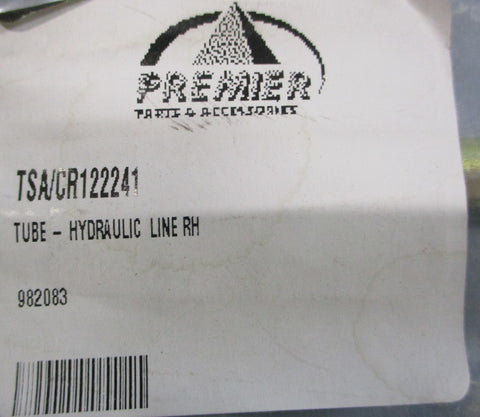 PREMIER
PARTS & ACCESSORIES
TSA/CR122241
TUBE - HYDRAULIC LINE RH
982083